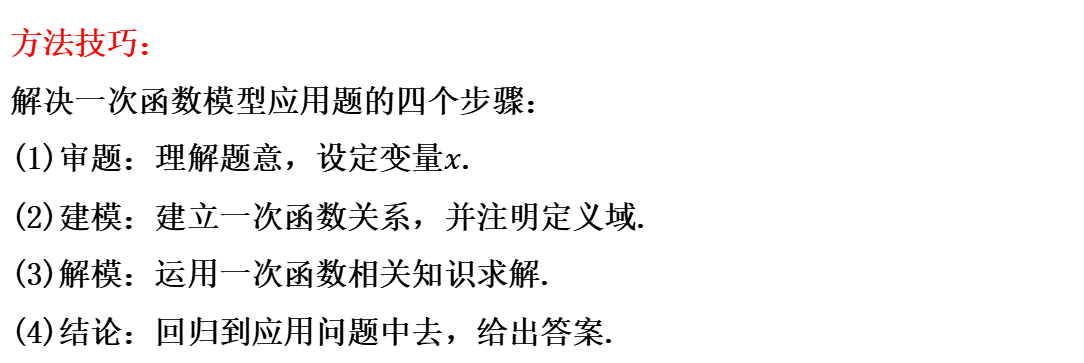 方法技巧：
解决一次函数模型应用题的四个步骤：
(1)审题：理解题意，设定变量x.
(2)建模：建立一次函数关系，并注明定义域.
(3)解模：运用一次函数相关知识求解.
(4)结论：回归到应用问题中去，给出答案.